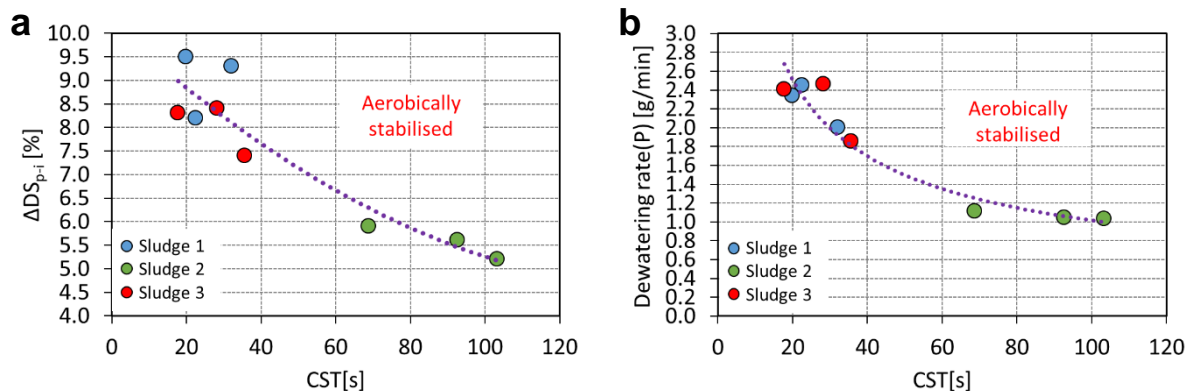 a
10.0
9.5
9.0
8.5
8.0
7.5
7.0
6.5
6.0
5.5
5.0
4.5
4.0
ΔDSp-i [%]
Aerobically
stabilised
Sludge 1
Sludge 2
Sludge 3
0 20 40 60 80 100 120
CST[s]
b
3.0
2.8
2.6
2.4
2.2
2.0
1.8
1.6
1.4
1.2
1.0
0.8
0.6
0.4
0.2
0.0
Dewatering rate(P) [g/min]
Aerobically
stabilised
Sludge 1
Sludge 2
Sludge 3
0 20 40 60 80 100 120
CST[s]